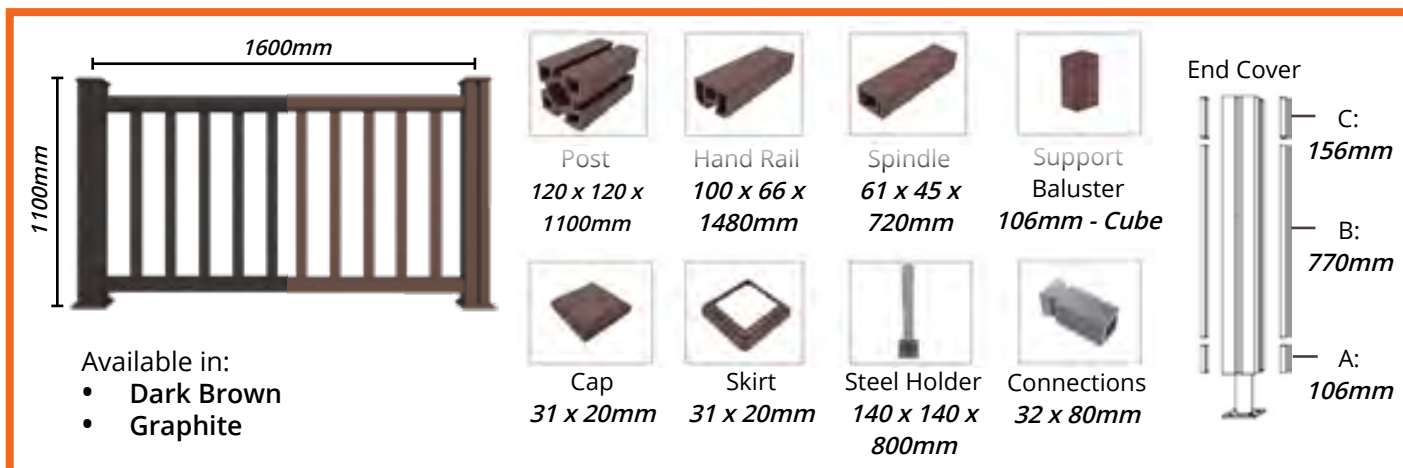 1600mm
1100mm
Available in:
• Dark Brown
• Graphite
Post
120 x 120 x
1100mm
Hand Rail
100 x 66 x
1480mm
Spindle
61 x 45 x
720mm
Support
Baluster
106mm - Cube
Cap
31 x 20mm
Skirt
31 x 20mm
Steel Holder
140 x 140 x
800mm
Connections
32 x 80mm
End Cover
C:
156mm
B:
770mm
A:
106mm